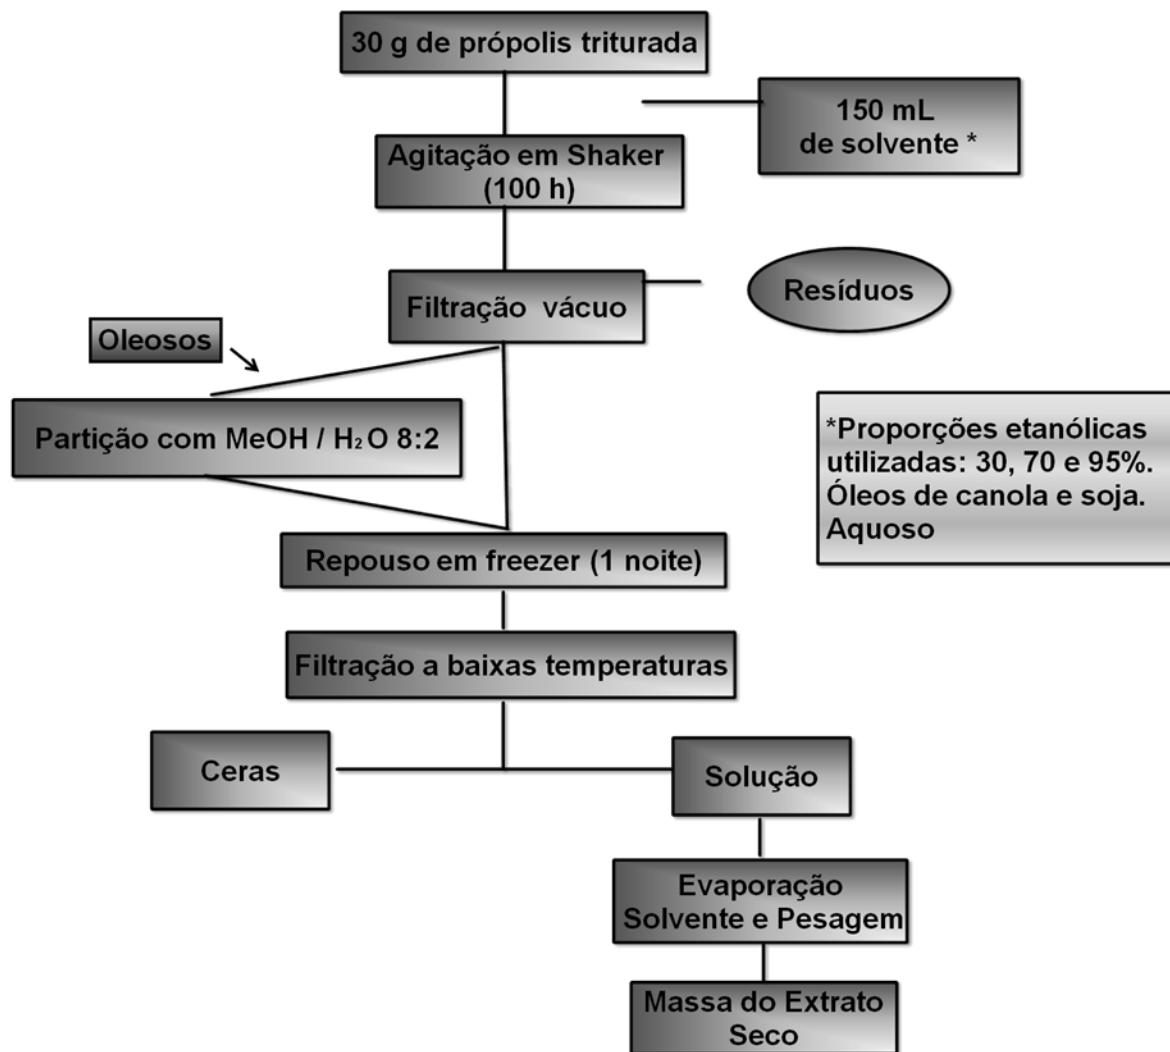 30 g de própolis triturada
150 mL
de solvente *
Agitação em Shaker
(100 h)
Filtração vácuo
Resíduos
Oleosos
Partição com MeOH / H₂O 8:2
*Proporções etanólicas
utilizadas: 30, 70 e 95%.
Óleos de canola e soja.
Aquoso
Repouso em freezer (1 noite)
Filtração a baixas temperaturas
Ceras
Solução
Evaporação
Solvente e Pesagem
Massa do Extrato
Seco